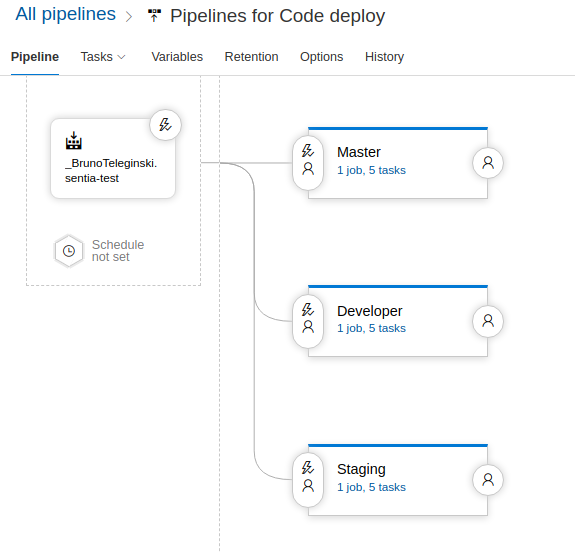 All pipelines > Pipelines for Code deploy
Pipeline Tasks Variables Retention Options History
_BrunoTeleginski.
sentia-test
Schedule
not set
Master
1 job, 5 tasks
Developer
1 job, 5 tasks
Staging
1 job, 5 tasks